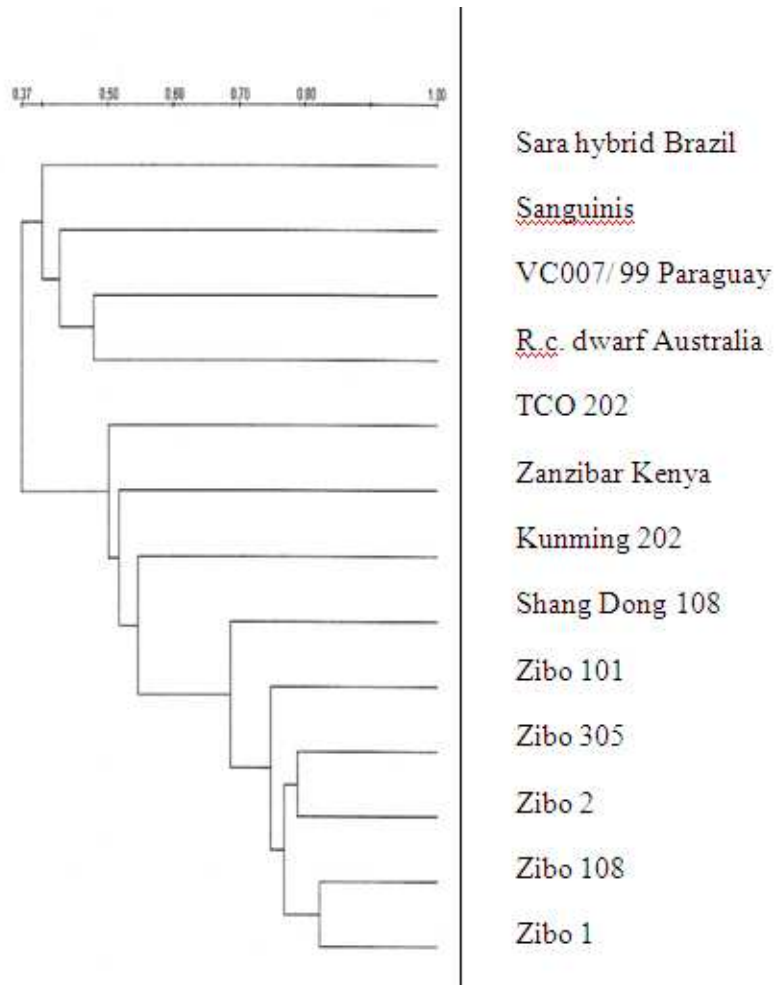 0.37 0.50 0.60 0.70 0.80 1.00
Sara hybrid Brazil
Sanguinis
VC007/ 99 Paraguay
R.c. dwarf Australia
TCO 202
Zanzibar Kenya
Kunming 202
Shang Dong 108
Zibo 101
Zibo 305
Zibo 2
Zibo 108
Zibo 1